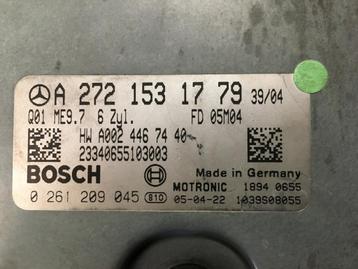 A 272 153 17 79 39/04
Q01 ME9.7 6 Zyl. FD 05M04
HW A002 446 74 40
23340655103003
BOSCH Made in Germany
MOTRONIC 1894 0655
0 261 209 045 810 05-04-22 1039S08055